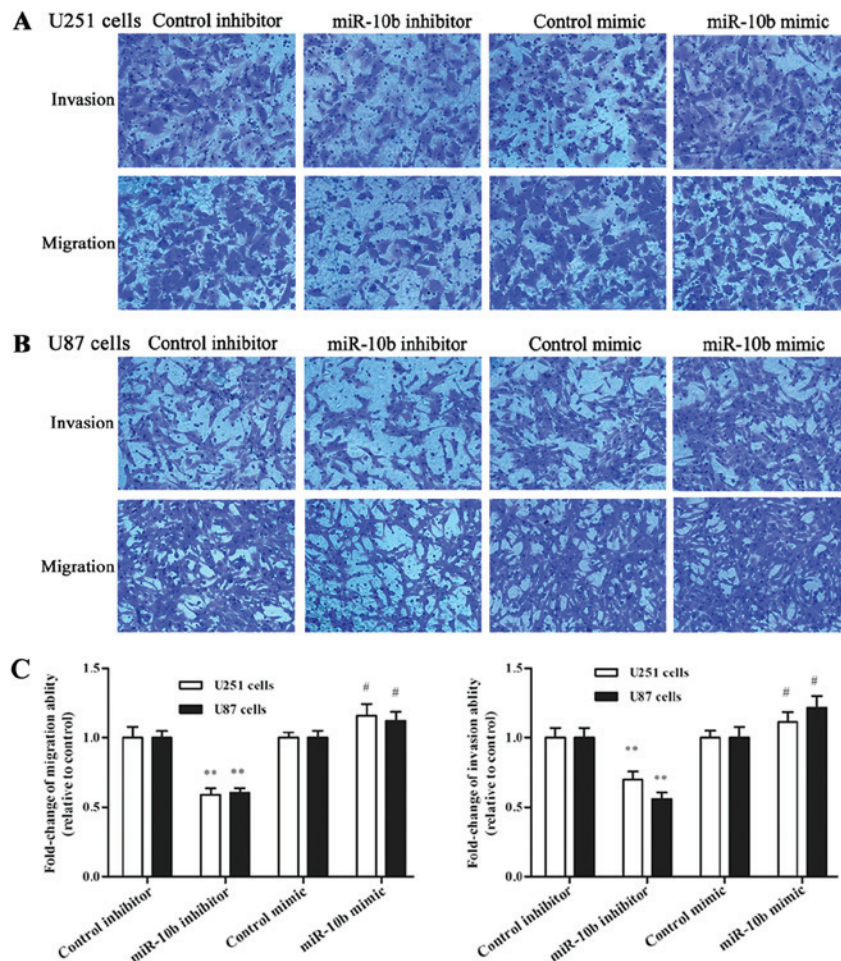 A U251 cells Control inhibitor miR-10b inhibitor Control mimic miR-10b mimic
Invasion
Migration
B U87 cells Control inhibitor miR-10b inhibitor Control mimic miR-10b mimic
Invasion
Migration
C
Fold-change of migration ablity
(relative to control)
1.5
1.0
0.5
0.0
U251 cells
U87 cells
** **
# #
Control inhibitor
miR-10b inhibitor
Control mimic
miR-10b mimic
Fold-change of invasion ablity
(relative to control)
1.5
1.0
0.5
0.0
U251 cells
U87 cells
**
**
#
#
Control inhibitor
miR-10b inhibitor
Control mimic
miR-10b mimic